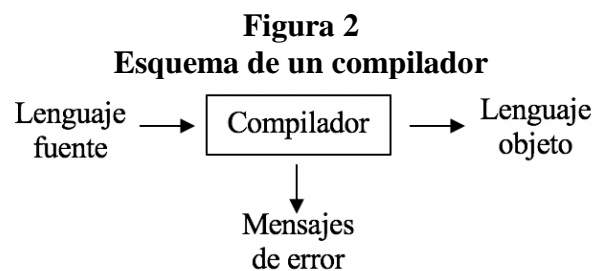 Figura 2
Esquema de un compilador
Lenguaje
fuente
Compilador
Lenguaje
objeto
Mensajes
de error